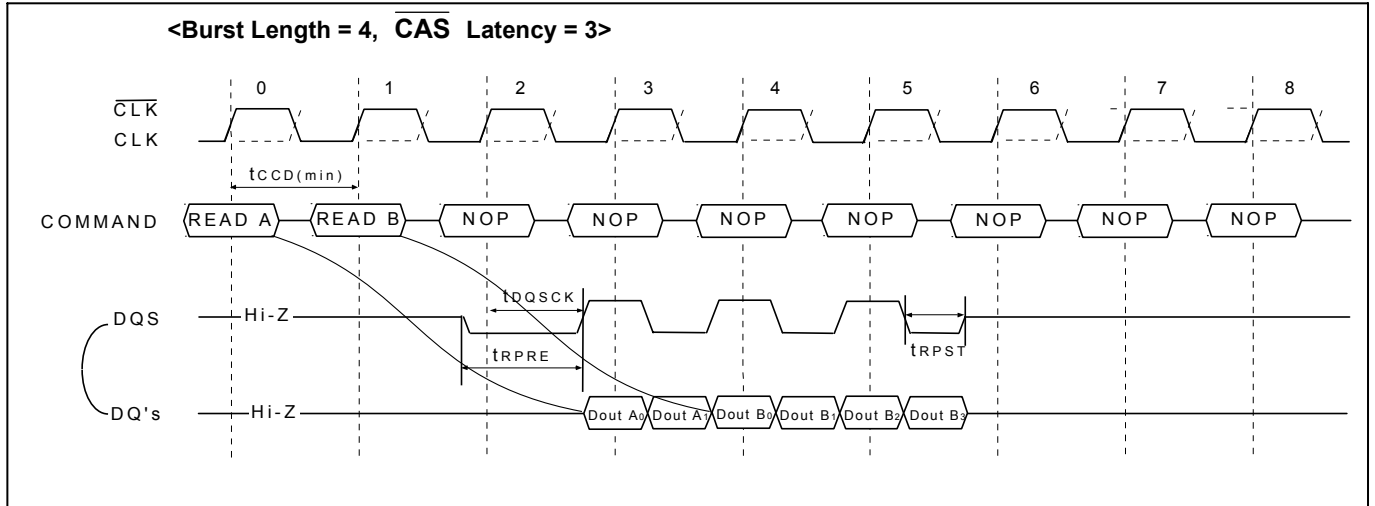 <Burst Length = 4, CAS Latency = 3>
0 1 2 3 4 5 6 7 8
CLK
CLK
tCCD(min)
COMMAND READ A READ B NOP NOP NOP NOP NOP NOP NOP
tDQSCK
DQS Hi-Z
tRPRE tRPST
DQ's Hi-Z Dout A0 Dout A1 Dout B0 Dout B1 Dout B2 Dout B3